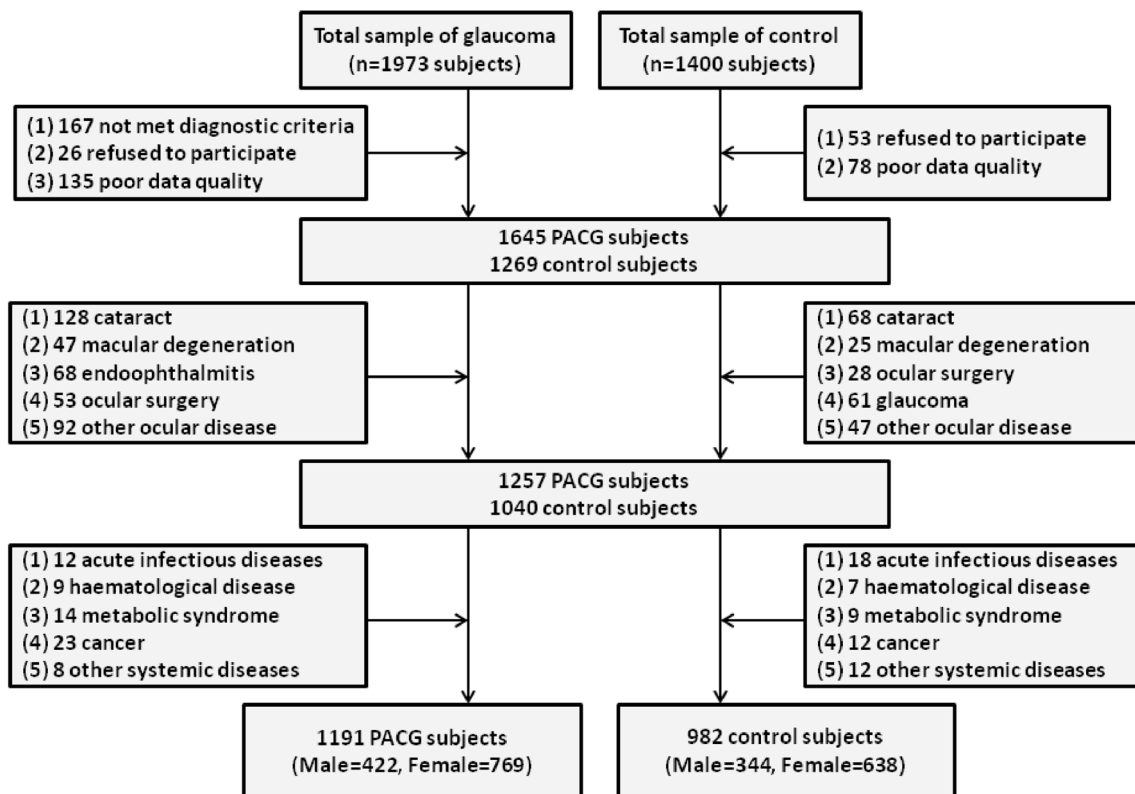 Total sample of glaucoma
(n=1973 subjects)
Total sample of control
(n=1400 subjects)
(1) 167 not met diagnostic criteria
(2) 26 refused to participate
(3) 135 poor data quality
(1) 53 refused to participate
(2) 78 poor data quality
1645 PACG subjects
1269 control subjects
(1) 128 cataract
(2) 47 macular degeneration
(3) 68 endoophthalmitis
(4) 53 ocular surgery
(5) 92 other ocular disease
(1) 68 cataract
(2) 25 macular degeneration
(3) 28 ocular surgery
(4) 61 glaucoma
(5) 47 other ocular disease
1257 PACG subjects
1040 control subjects
(1) 12 acute infectious diseases
(2) 9 haematological disease
(3) 14 metabolic syndrome
(4) 23 cancer
(5) 8 other systemic diseases
(1) 18 acute infectious diseases
(2) 7 haematological disease
(3) 9 metabolic syndrome
(4) 12 cancer
(5) 12 other systemic diseases
1191 PACG subjects
(Male=422, Female=769)
982 control subjects
(Male=344, Female=638)